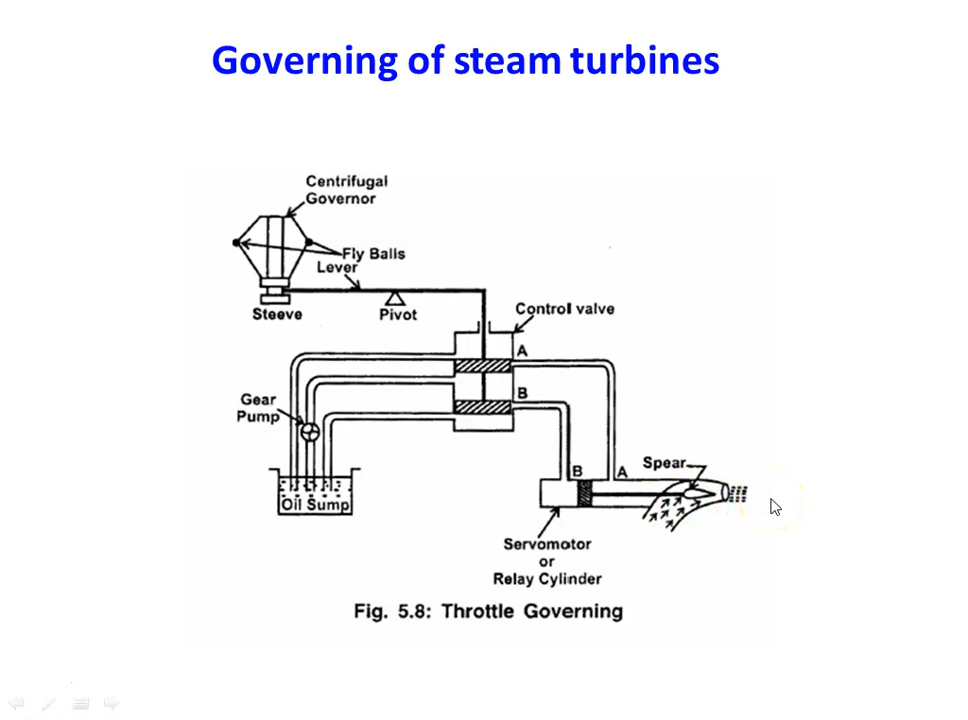 Governing of steam turbines
Centrifugal
Governor
Fly Balls
Lever
Steeve
Pivot
Control valve
A
B
Gear
Pump
Oil Sump
B
A
Spear
Servomotor
or
Relay Cylinder
Fig. 5.8: Throttle Governing